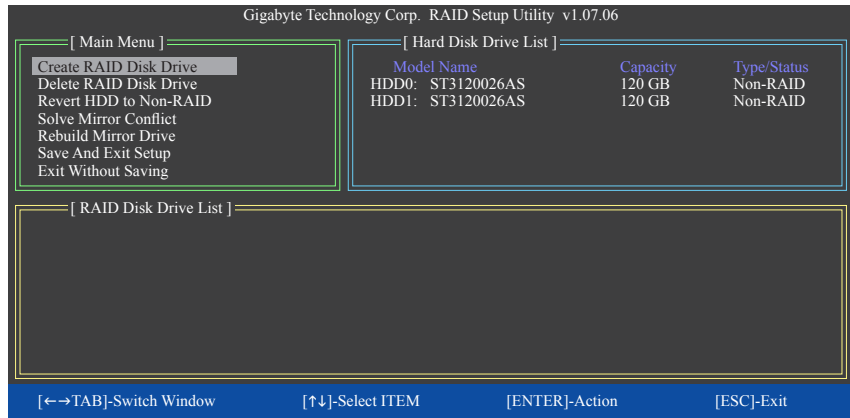 Gigabyte Technology Corp. RAID Setup Utility v1.07.06
[ Main Menu ]
Create RAID Disk Drive
Delete RAID Disk Drive
Revert HDD to Non-RAID
Solve Mirror Conflict
Rebuild Mirror Drive
Save And Exit Setup
Exit Without Saving
[ Hard Disk Drive List ]
Model Name Capacity Type/Status
HDD0: ST3120026AS 120 GB Non-RAID
HDD1: ST3120026AS 120 GB Non-RAID
[ RAID Disk Drive List ]
[←→TAB]-Switch Window [↑↓]-Select ITEM [ENTER]-Action [ESC]-Exit